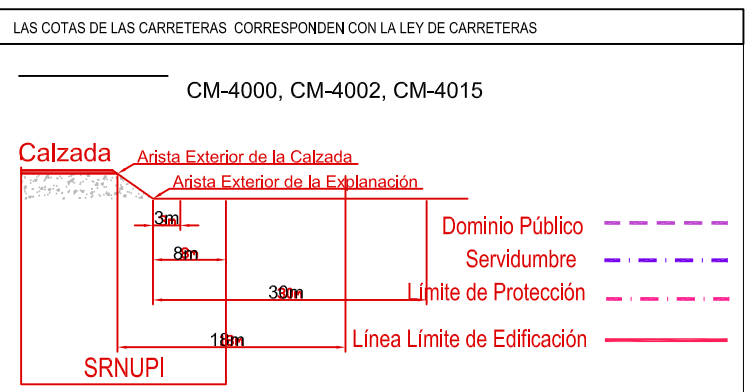 LAS COTAS DE LAS CARRETERAS CORRESPONDEN CON LA LEY DE CARRETERAS
CM-4000, CM-4002, CM-4015
Calzada
Arista Exterior de la Calzada
Arista Exterior de la Explanación
3m
8m
30m
18m
SRNUPI
Dominio Público
Servidumbre
Límite de Protección
Línea Límite de Edificación